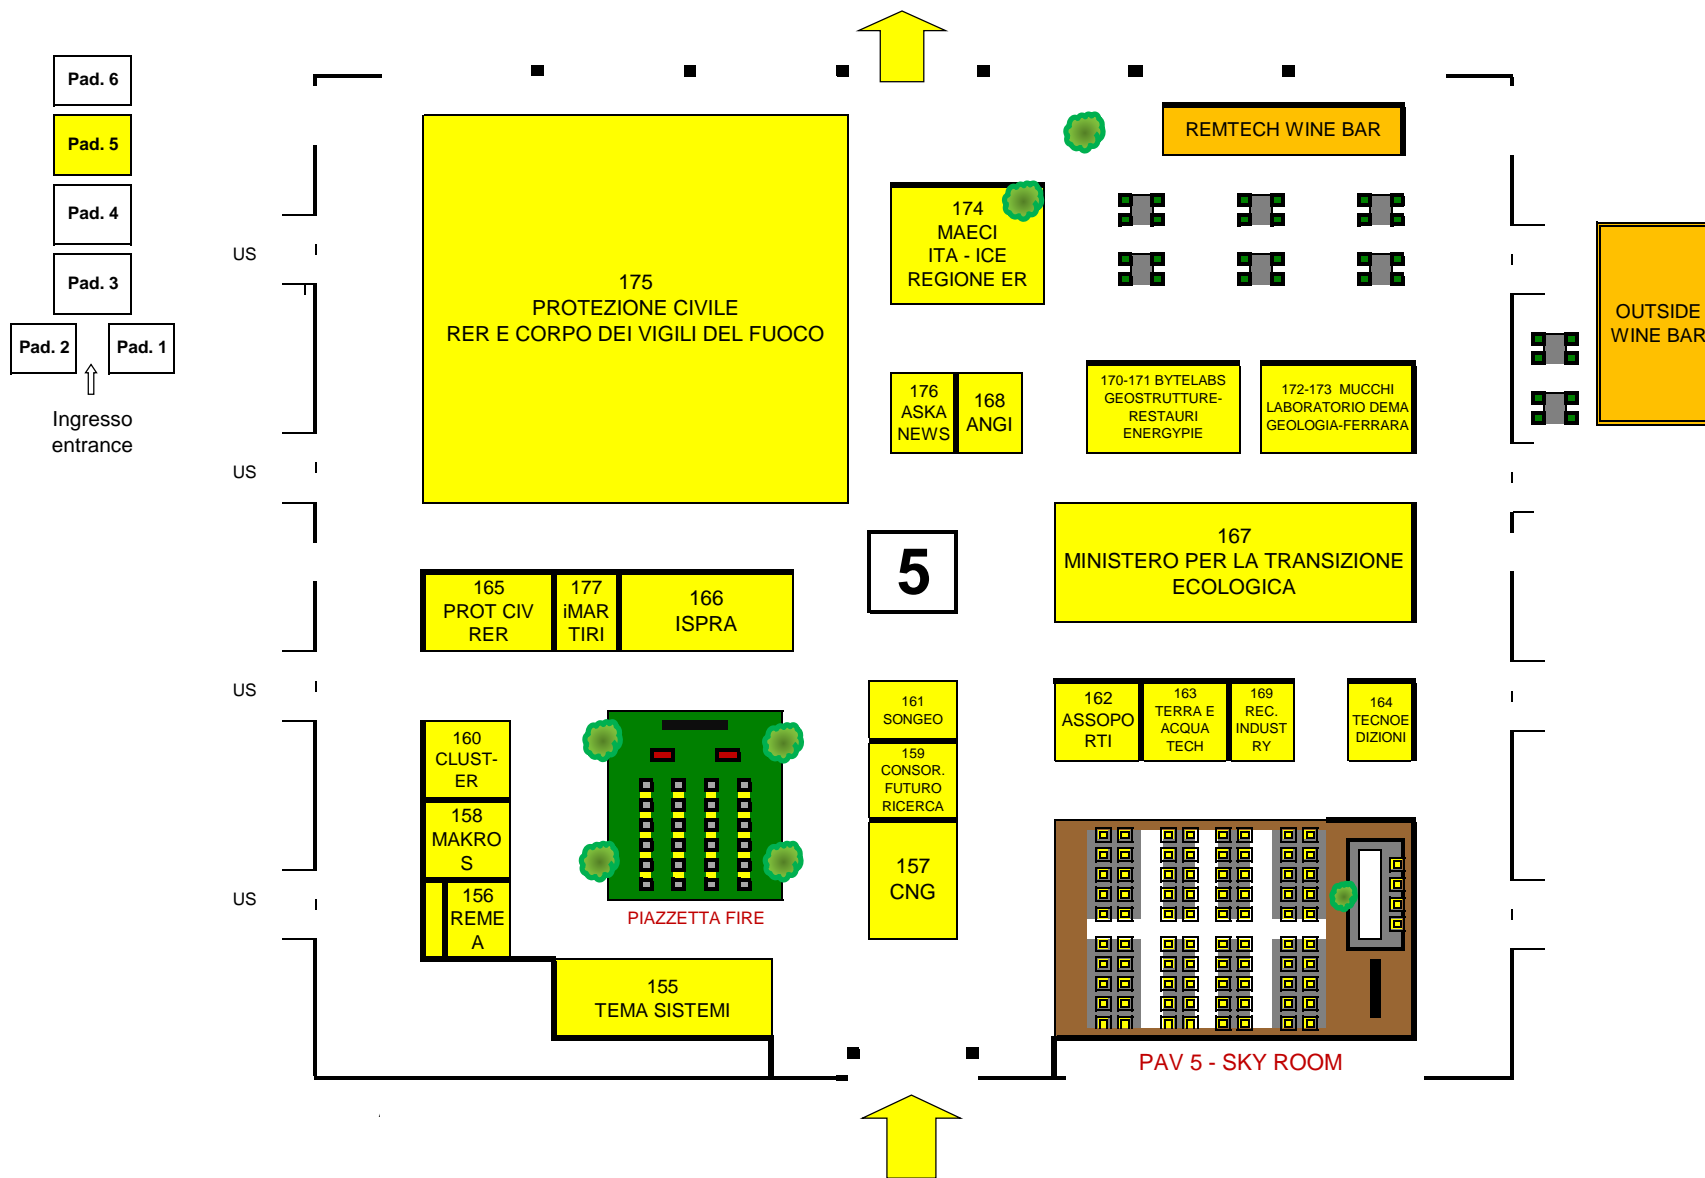 Pad. 6
Pad. 5
Pad. 4
Pad. 3
Pad. 2
Pad. 1
Ingresso
entrance
US
US
US
US
REMTECH WINE BAR
174
MAECI
ITA - ICE
REGIONE ER
175
PROTEZIONE CIVILE
RER E CORPO DEI VIGILI DEL FUOCO
OUTSIDE
WINE BAR
176
ASKA
NEWS
168
ANGI
170-171 BYTELABS
GEOSTRUTTURE-
RESTAURI
ENERGYPIE
172-173 MUCCHI
LABORATORIO DEMA
GEOLOGIA-FERRARA
5
167
MINISTERO PER LA TRANSIZIONE
ECOLOGICA
165
PROT CIV
RER
177
iMAR
TIRI
166
ISPRA
161
SONGEO
162
ASSOPO
RTI
163
TERRA E
ACQUA
TECH
169
REC.
INDUST
RY
164
TECNOE
DIZIONI
160
CLUST-
ER
159
CONSOR.
FUTURO
RICERCA
158
MAKRO
S
157
CNG
156
REME
A
PIAZZETTA FIRE
155
TEMA SISTEMI
PAV 5 - SKY ROOM